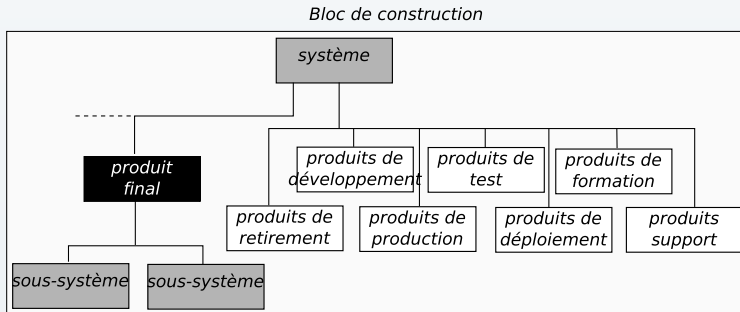 Bloc de construction
système
produit
final
produits de
développement
produits de
test
produits de
formation
produits de
retirement
produits de
production
produits de
déploiement
produits
support
sous-système
sous-système